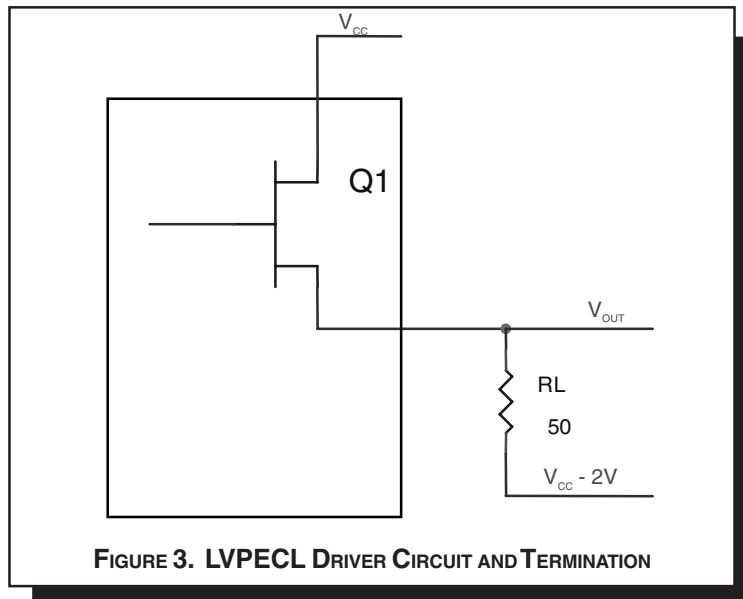 VCC
Q1
VOUT
RL
50
VCC - 2V
FIGURE 3. LVPECL DRIVER CIRCUIT AND TERMINATION